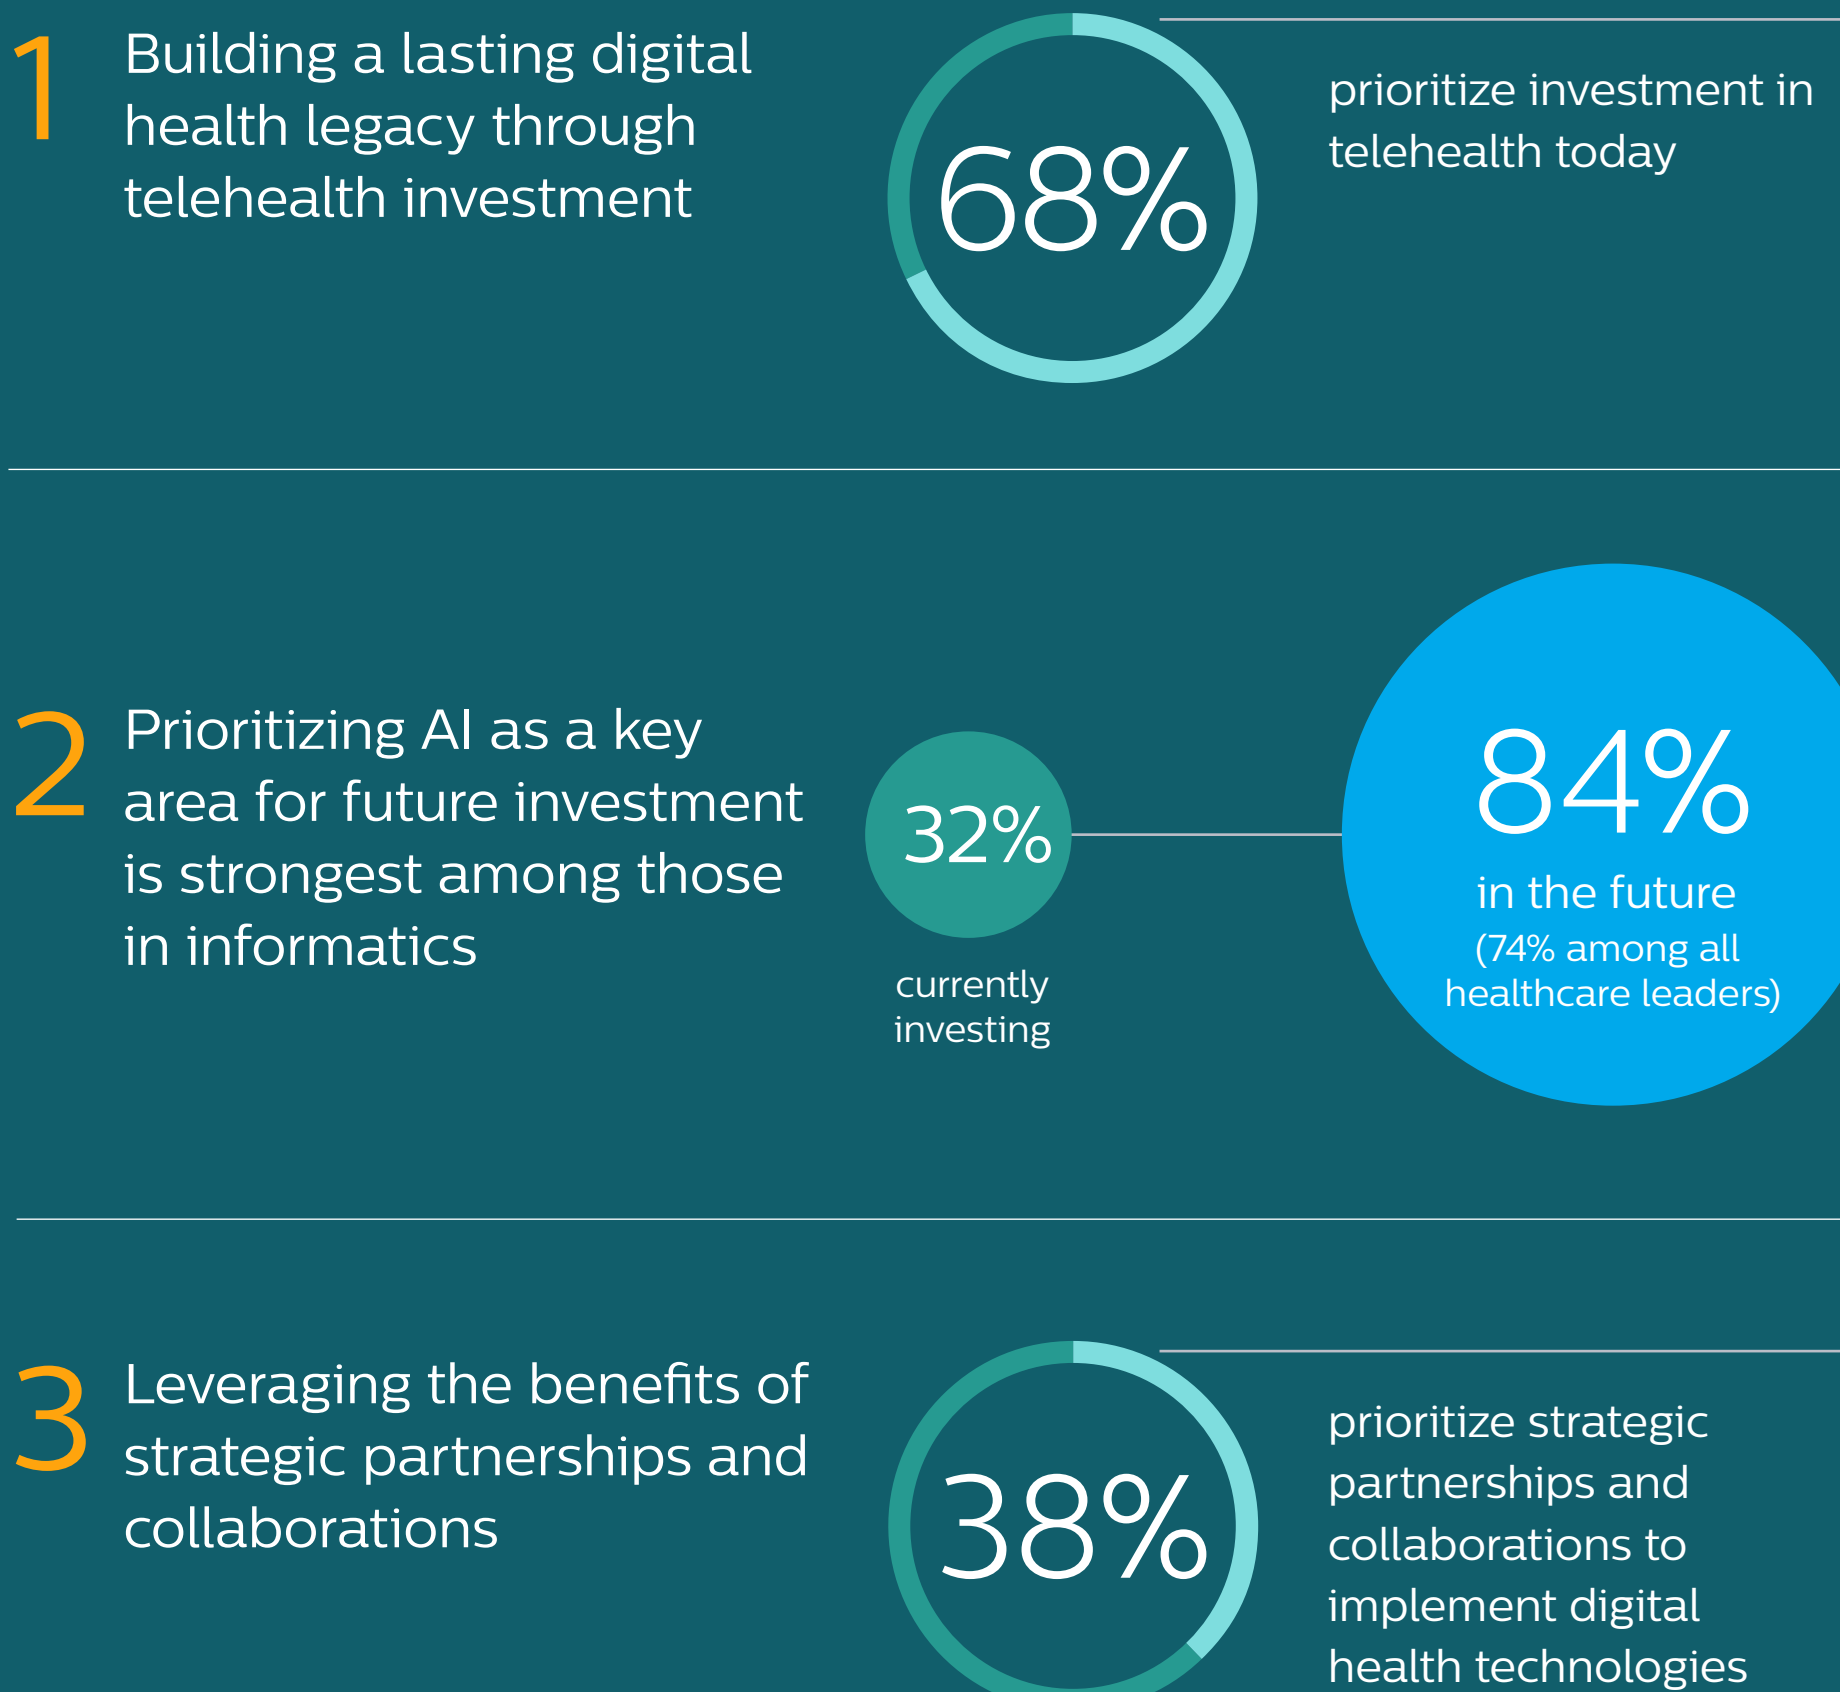 1
Building a lasting digital
health legacy through
telehealth investment
68%
prioritize investment in
telehealth today
2
Prioritizing AI as a key
area for future investment
is strongest among those
in informatics
32%
currently
investing
84%
in the future
(74% among all
healthcare leaders)
3
Leveraging the benefits of
strategic partnerships and
collaborations
38%
prioritize strategic
partnerships and
collaborations to
implement digital
health technologies